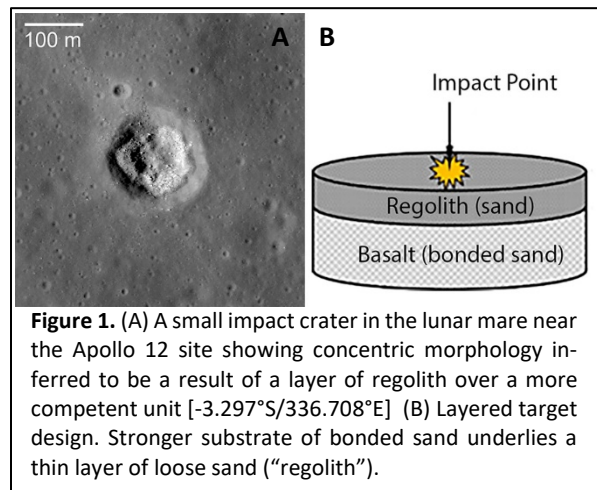 100 m
A
B
Impact Point
Regolith (sand)
Basalt (bonded sand)
Figure 1. (A) A small impact crater in the lunar mare near
the Apollo 12 site showing concentric morphology in-
ferred to be a result of a layer of regolith over a more
competent unit [-3.297°S/336.708°E] (B) Layered target
design. Stronger substrate of bonded sand underlies a
thin layer of loose sand (“regolith”).